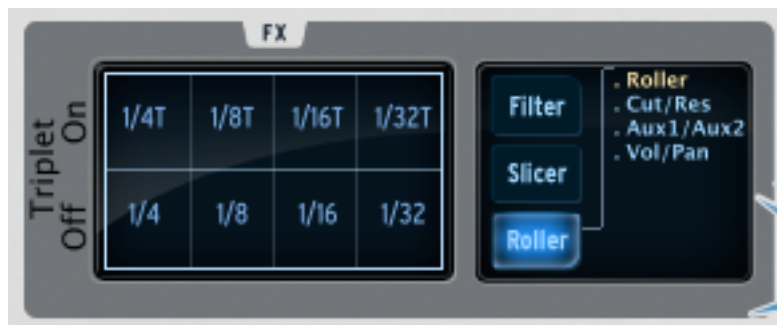 FX
Triplet
On
Off
1/4T 1/8T 1/16T 1/32T
1/4 1/8 1/16 1/32
Filter
Slicer
Roller
. Roller
. Cut/Res
. Aux1/Aux2
. Vol/Pan